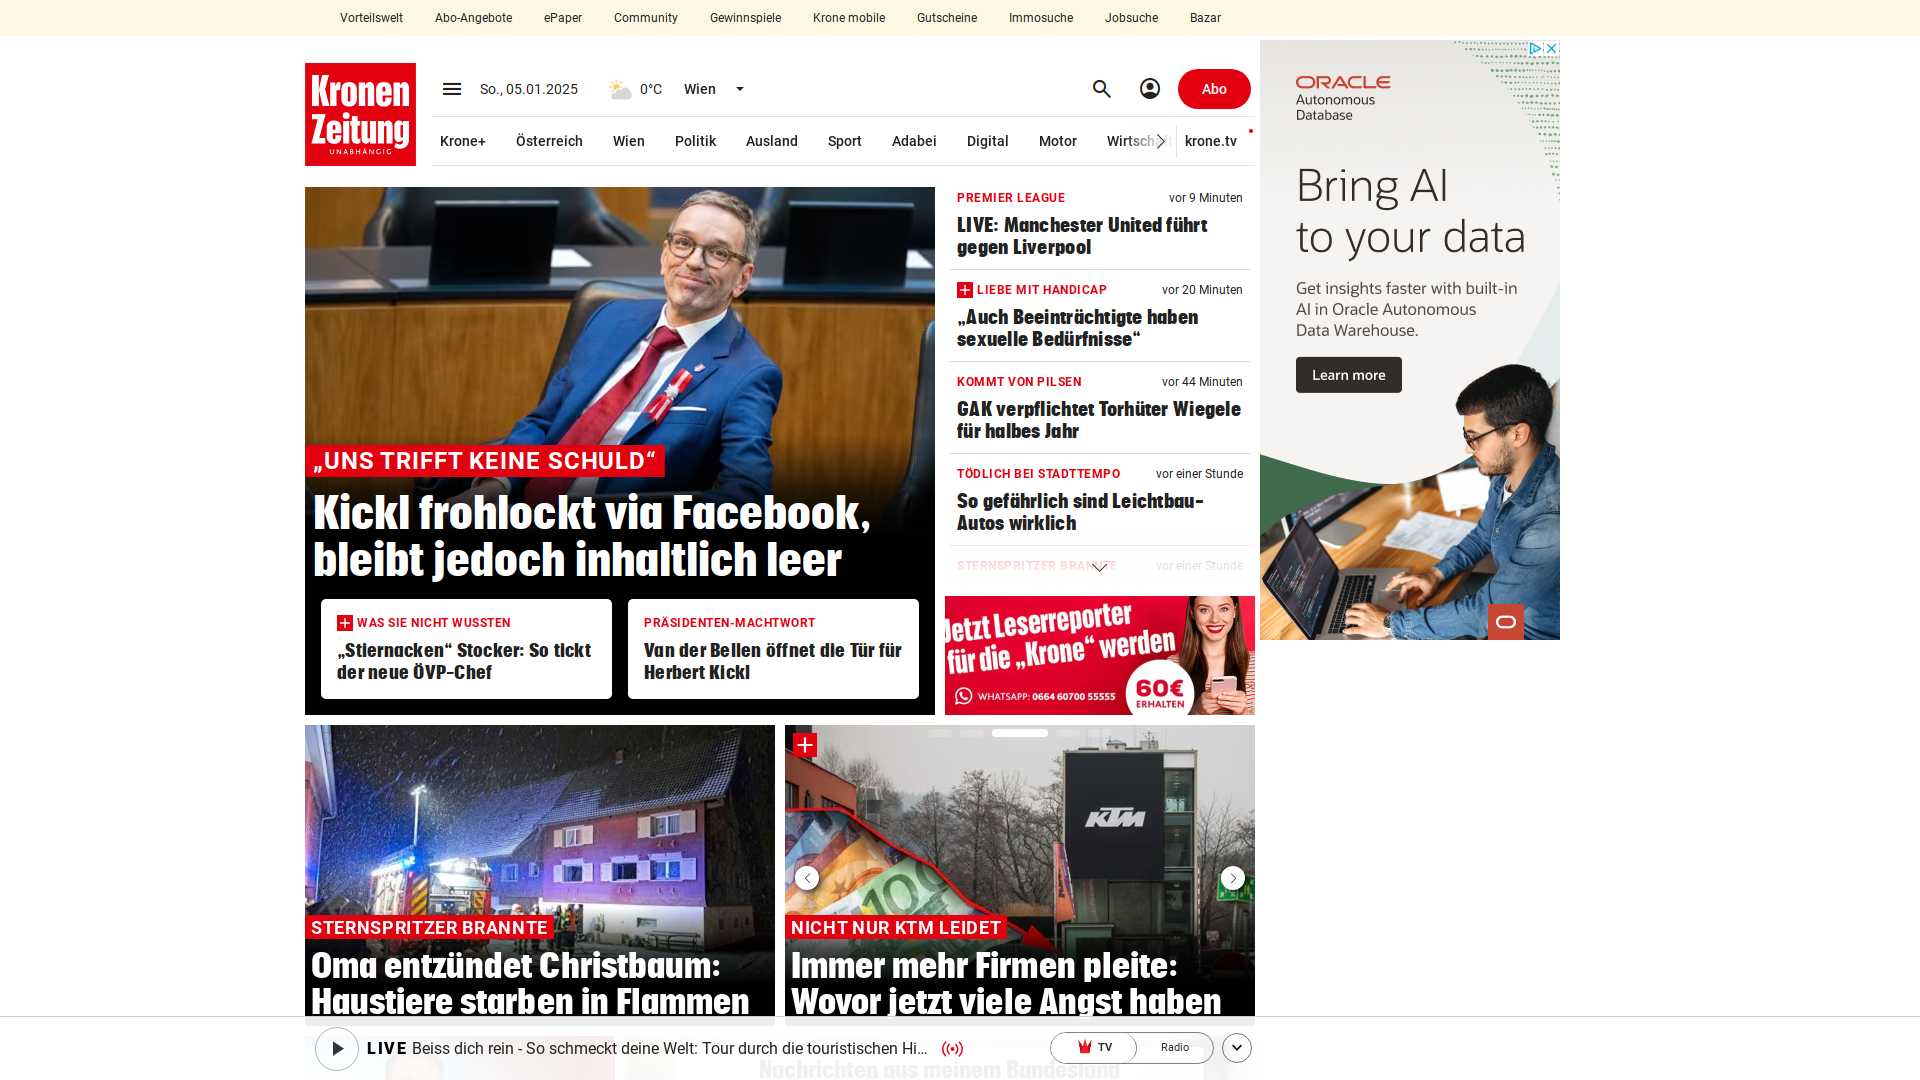 Vorteilswelt Abo-Angebote ePaper Community Gewinnspiele Krone mobile Gutscheine Immosuche Jobsuche Bazar
Kronen
Zeitung
UNABHÄNGIG
So., 05.01.2025 0°C Wien
Abo
Krone+ Österreich Wien Politik Ausland Sport Adabei Digital Motor Wirtschaft krone.tv
„UNS TRIFFT KEINE SCHULD“
Kickl frohlockt via Facebook,
bleibt jedoch inhaltlich leer
WAS SIE NICHT WUSSTEN
„Stiernacken“ Stocker: So tickt
der neue ÖVP-Chef
PRÄSIDENTEN-MACHTWORT
Van der Bellen öffnet die Tür für
Herbert Kickl
PREMIER LEAGUE vor 9 Minuten
LIVE: Manchester United führt
gegen Liverpool
LIEBE MIT HANDICAP vor 20 Minuten
„Auch Beeinträchtigte haben
sexuelle Bedürfnisse“
KOMMT VON PILSEN vor 44 Minuten
GAK verpflichtet Torhüter Wiegele
für halbes Jahr
TÖDLICH BEI STADTTEMPO vor einer Stunde
So gefährlich sind Leichtbau-
Autos wirklich
STERNSPRITZER BRANNTE vor einer Stunde
Jetzt Leserreporter
für die „Krone“ werden
WHATSAPP: 0664 60700 55555
60€
ERHALTEN
ORACLE
Autonomous
Database
Bring AI
to your data
Get insights faster with built-in
AI in Oracle Autonomous
Data Warehouse.
Learn more
STERNSPRITZER BRANNTE
Oma entzündet Christbaum:
Haustiere starben in Flammen
KTM
100
NICHT NUR KTM LEIDET
Immer mehr Firmen pleite:
Wovor jetzt viele Angst haben
LIVE Beiss dich rein - So schmeckt deine Welt: Tour durch die touristischen Hi...
TV Radio
Nachrichten aus meinem Bundesland